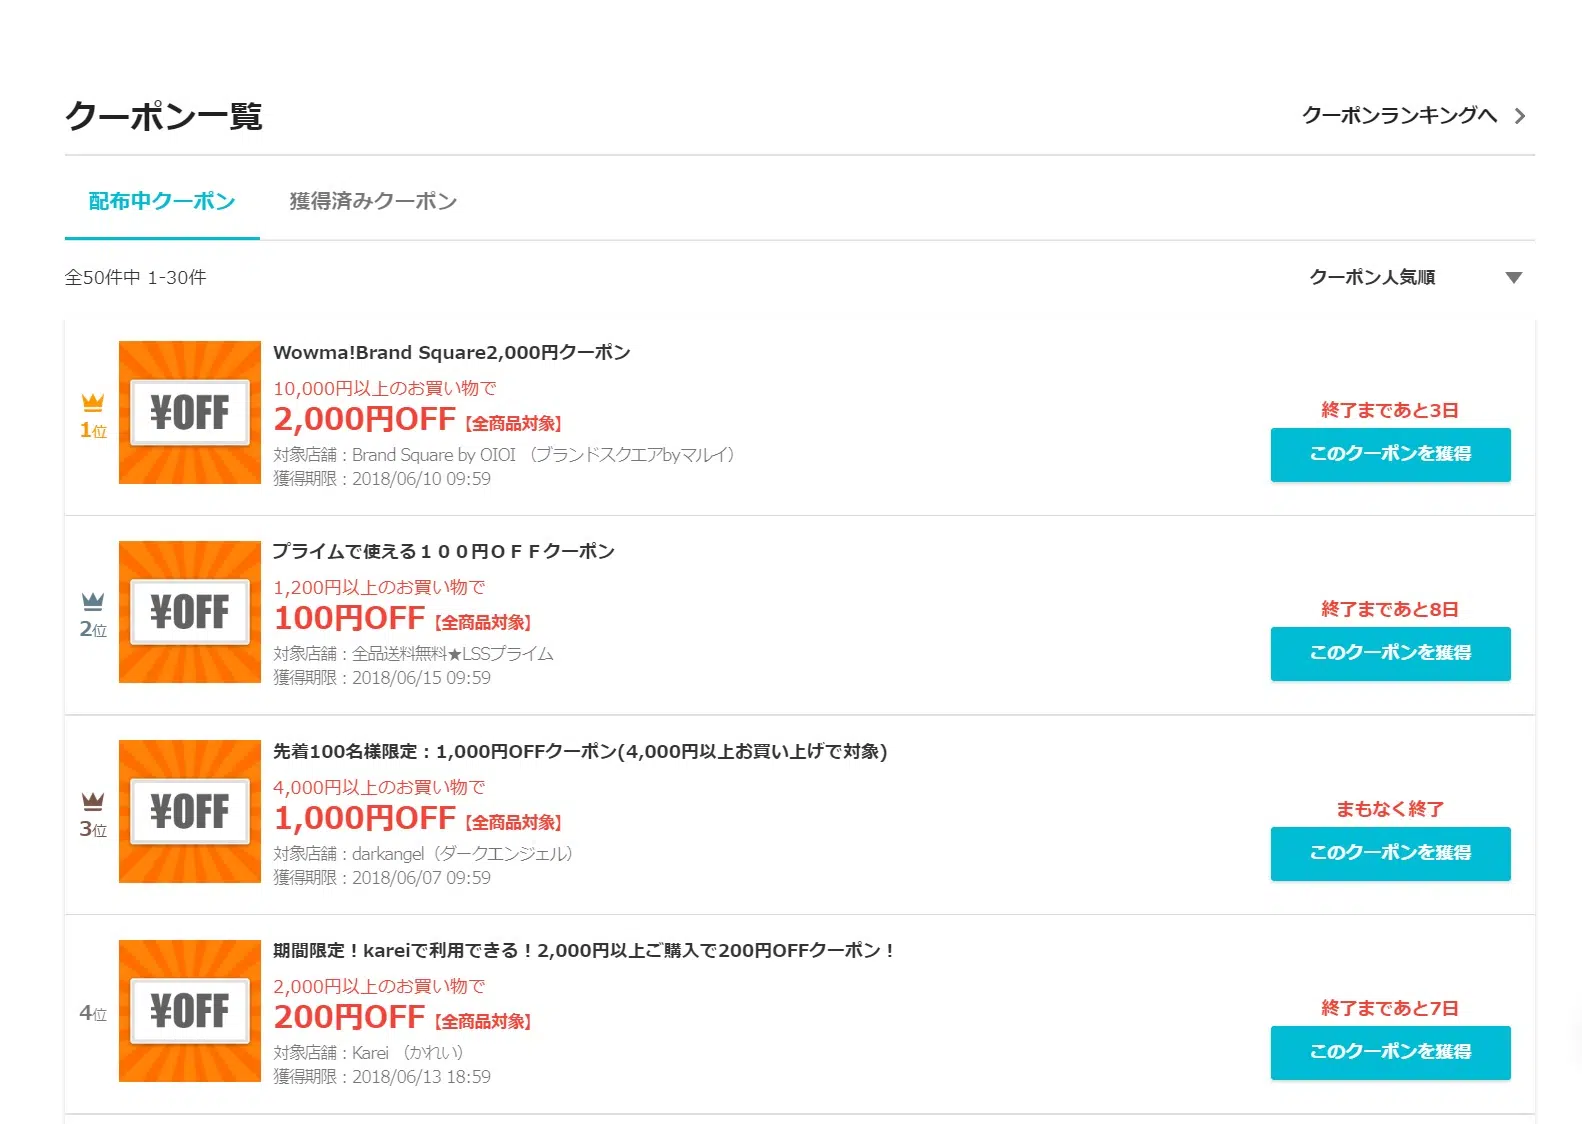 クーポン一覧
クーポンランキングへ
配布中クーポン
獲得済みクーポン
全50件中 1-30件
クーポン人気順
1位
¥OFF
Wowma!Brand Square2,000円クーポン
10,000円以上のお買い物で
2,000円OFF【全商品対象】
対象店舗：Brand Square by OIOI （ブランドスクエアbyマルイ）
獲得期限：2018/06/10 09:59
終了まであと3日
このクーポンを獲得
2位
¥OFF
プライムで使える１００円ＯＦＦクーポン
1,200円以上のお買い物で
100円OFF【全商品対象】
対象店舗：全品送料無料★LSSプライム
獲得期限：2018/06/15 09:59
終了まであと8日
このクーポンを獲得
3位
¥OFF
先着100名様限定：1,000円OFFクーポン(4,000円以上お買い上げで対象)
4,000円以上のお買い物で
1,000円OFF【全商品対象】
対象店舗：darkangel（ダークエンジェル）
獲得期限：2018/06/07 09:59
まもなく終了
このクーポンを獲得
4位
¥OFF
期間限定！kareiで利用できる！2,000円以上ご購入で200円OFFクーポン！
2,000円以上のお買い物で
200円OFF【全商品対象】
対象店舗：Karei （かれい）
獲得期限：2018/06/13 18:59
終了まであと7日
このクーポンを獲得